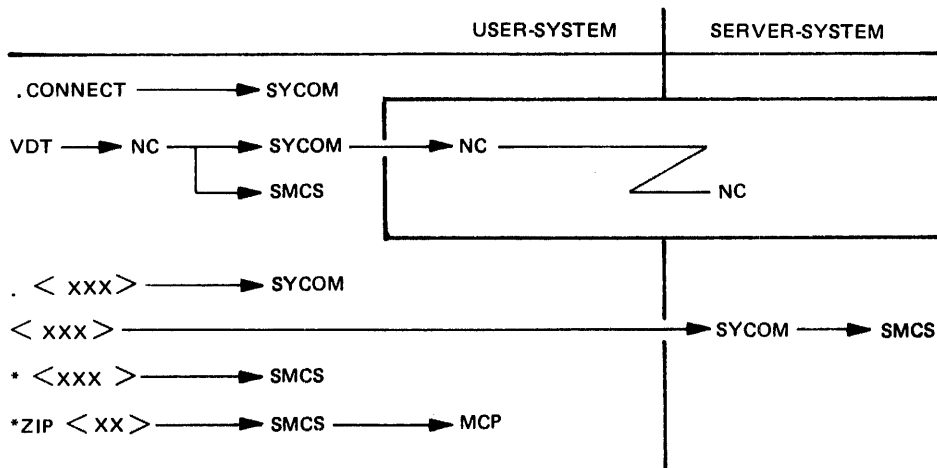 USER-SYSTEM SERVER-SYSTEM
.CONNECT SYCOM
VDT NC SYCOM NC
SMCS NC
. < XXX > SYCOM
< XXX > SYCOM SMCS
* < XXX > SMCS
*ZIP < XX > SMCS MCP